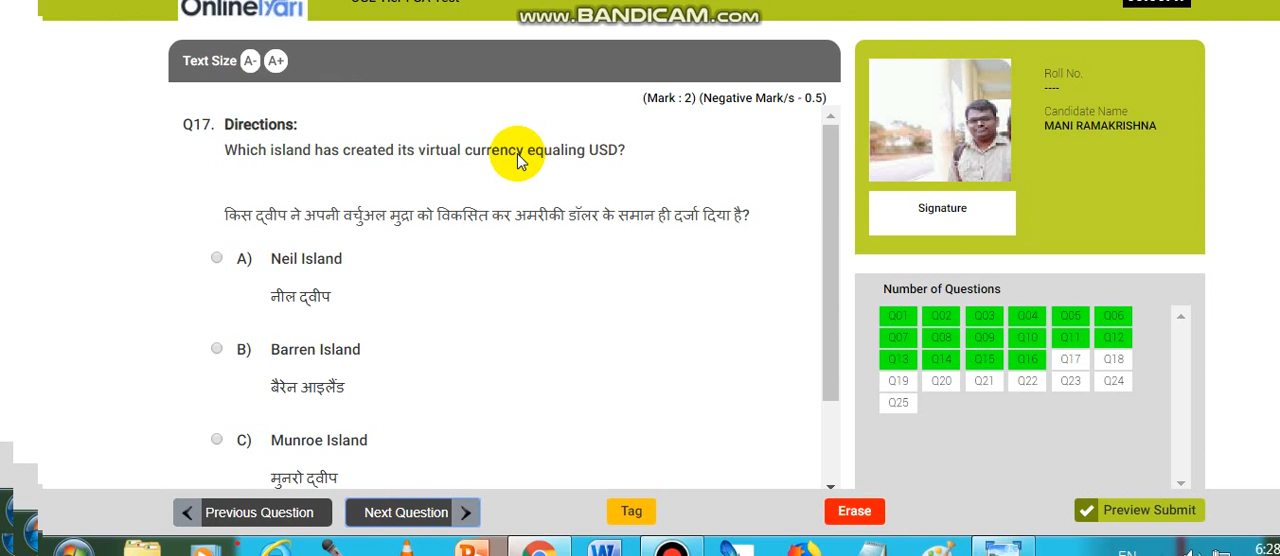 OnlineTyari
www.BANDICAM.com
Text Size A- A+
(Mark : 2) (Negative Mark/s - 0.5)
Q17. Directions:
Which island has created its virtual currency equaling USD?
किस द्वीप ने अपनी वर्चुअल मुद्रा को विकसित कर अमरीकी डॉलर के समान ही दर्जा दिया है?
A) Neil Island
नील द्वीप
B) Barren Island
बैरेन आइलैंड
C) Munroe Island
मुनरो द्वीप
Previous Question
Next Question
Tag
Erase
Roll No.
----
Candidate Name
MANI RAMAKRISHNA
Signature
Number of Questions
Q01 Q02 Q03 Q04 Q05 Q06
Q07 Q08 Q09 Q10 Q11 Q12
Q13 Q14 Q15 Q16 Q17 Q18
Q19 Q20 Q21 Q22 Q23 Q24
Q25
Preview Submit
EN
6:28